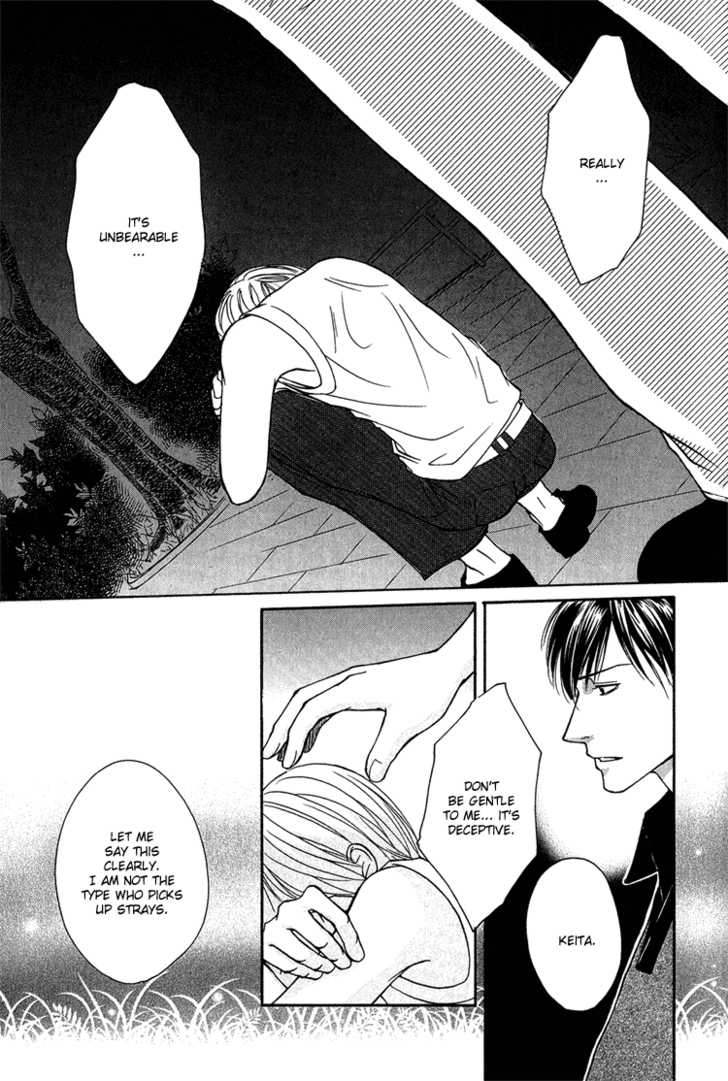 REALLY
...
IT'S
UNBEARABLE
...
KEITA.
DON'T
BE GENTLE
TO ME... IT'S
DECEPTIVE.
LET ME
SAY THIS
CLEARLY.
I AM NOT THE
TYPE WHO PICKS
UP STRAYS.